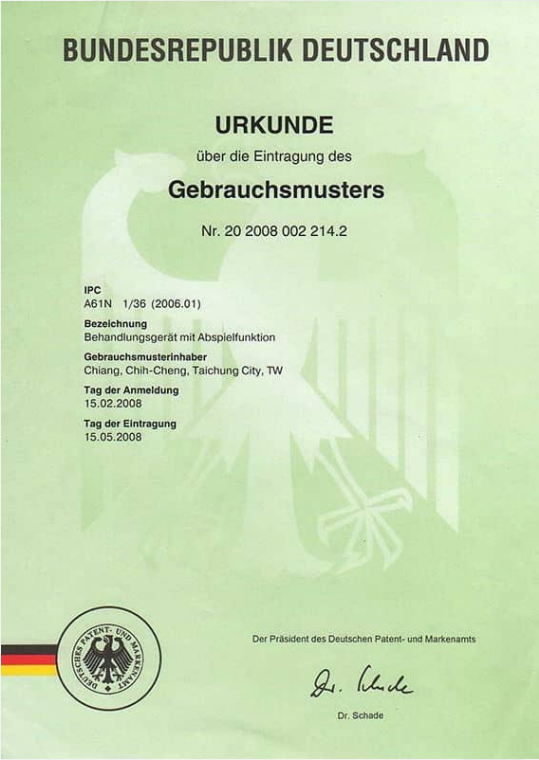 BUNDESREPUBLIK DEUTSCHLAND
URKUNDE
über die Eintragung des
Gebrauchsmusters
Nr. 20 2008 002 214.2
IPC
A61N 1/36 (2006.01)
Bezeichnung
Behandlungsgerät mit Abspielfunktion
Gebrauchsmusterinhaber
Chiang, Chih-Cheng, Taichung City, TW
Tag der Anmeldung
15.02.2008
Tag der Eintragung
15.05.2008
DEUTSCHES PATENT- UND MARKENAMT
Der Präsident des Deutschen Patent- und Markenamts
Dr. Schade
Dr. Schade